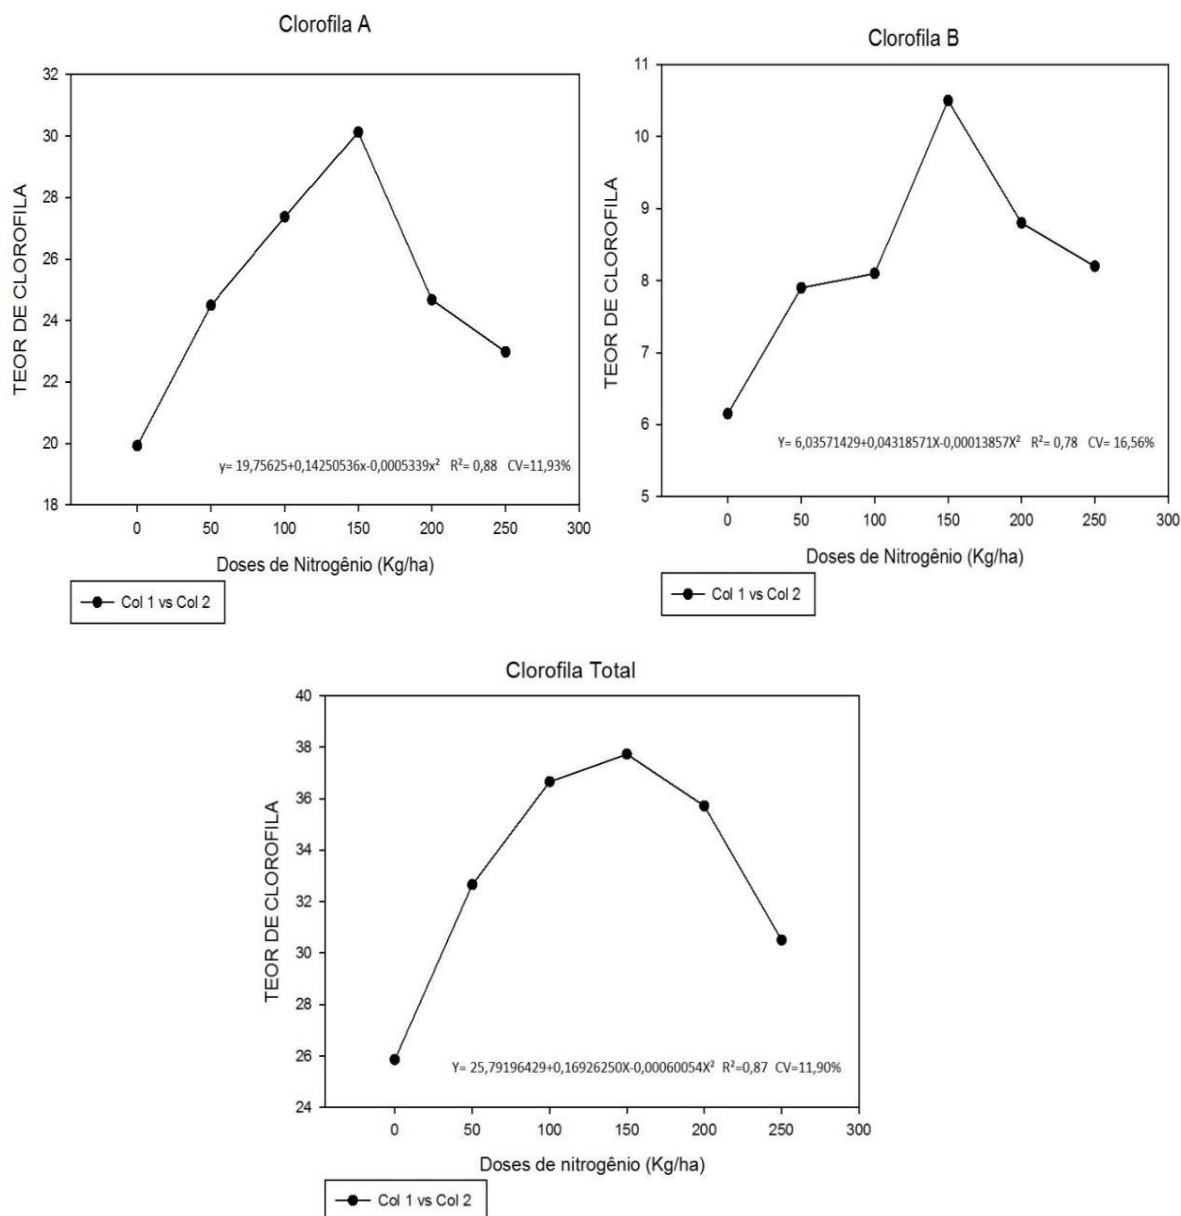 Clorofila A
32
30
28
26
24
22
20
18
TEOR DE CLOROFILA
y= 19,75625+0,14250536x-0,0005339x² R²= 0,88 CV=11,93%
0 50 100 150 200 250 300
Doses de Nitrogênio (Kg/ha)
Col 1 vs Col 2
Clorofila B
11
10
9
8
7
6
5
TEOR DE CLOROFILA
Y= 6,03571429+0,04318571X-0,00013857X² R²= 0,78 CV= 16,56%
0 50 100 150 200 250 300
Doses de Nitrogênio (Kg/ha)
Col 1 vs Col 2
Clorofila Total
40
38
36
34
32
30
28
26
24
TEOR DE CLOROFILA
Y= 25,79196429+0,16926250X-0,00060054X² R²=0,87 CV=11,90%
0 50 100 150 200 250 300
Doses de nitrogênio (Kg/ha)
Col 1 vs Col 2